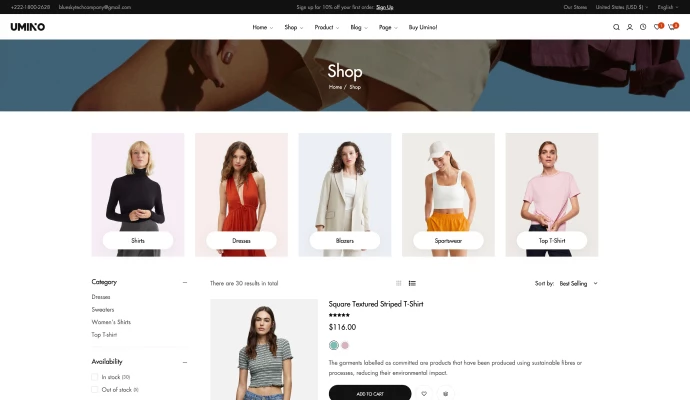 +222-1800-2628 blueskytechcompany@gmail.com Sign up for 10% off your first order. Sign Up Our Stores United States (USD $) English
UMINO Home Shop Product Blog Page Buy Umino!
Shop
Home / Shop
Shirts Dresses Blazers Sportswear Top T-Shirt
Category There are 30 results in total Sort by: Best Selling
Dresses
Sweaters
Women's Shirts
Top T-shirt
Availability
In stock (30)
Out of stock
Square Textured Striped T-Shirt
$116.00
The garments labelled as committed are products that have been produced using sustainable fibres or
processes, reducing their environmental impact.
ADD TO CART